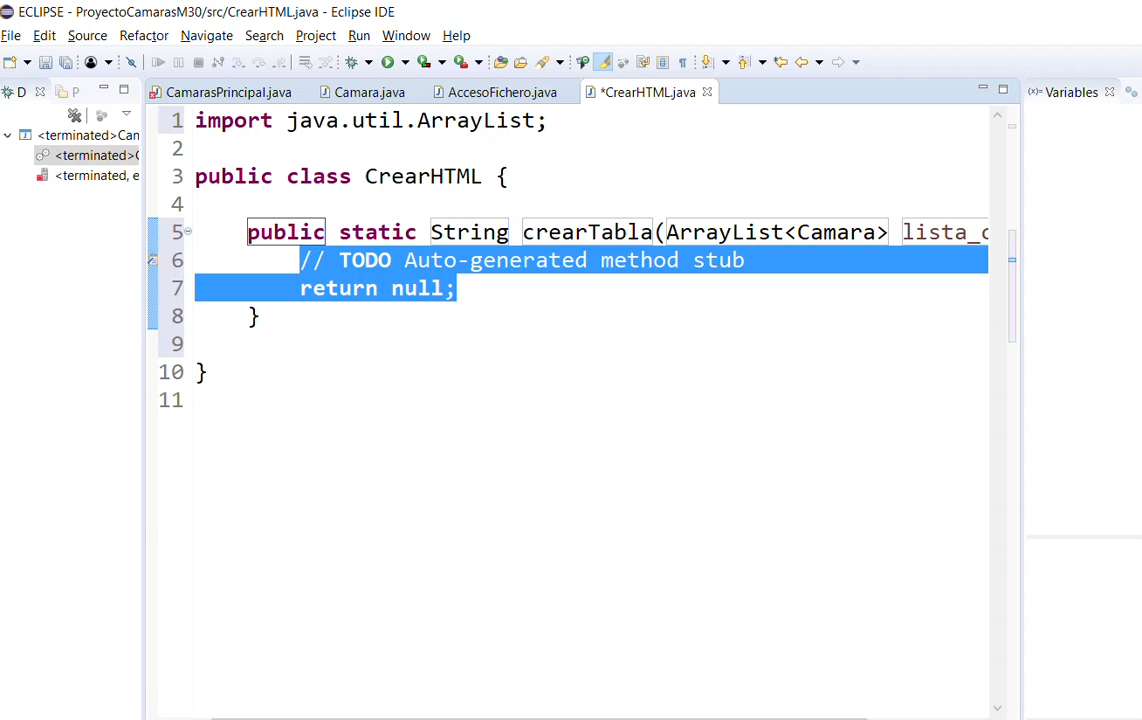 ECLIPSE - ProyectoCamarasM30/src/CrearHTML.java - Eclipse IDE
File Edit Source Refactor Navigate Search Project Run Window Help
D P CamarasPrincipal.java Camara.java AccesoFichero.java *CrearHTML.java (x)= Variables
<terminated>Cam
<terminated>C
<terminated, e
1 import java.util.ArrayList;
2
3 public class CrearHTML {
4
5 public static String crearTabla(ArrayList<Camara> lista_c
6 // TODO Auto-generated method stub
7 return null;
8 }
9
10 }
11